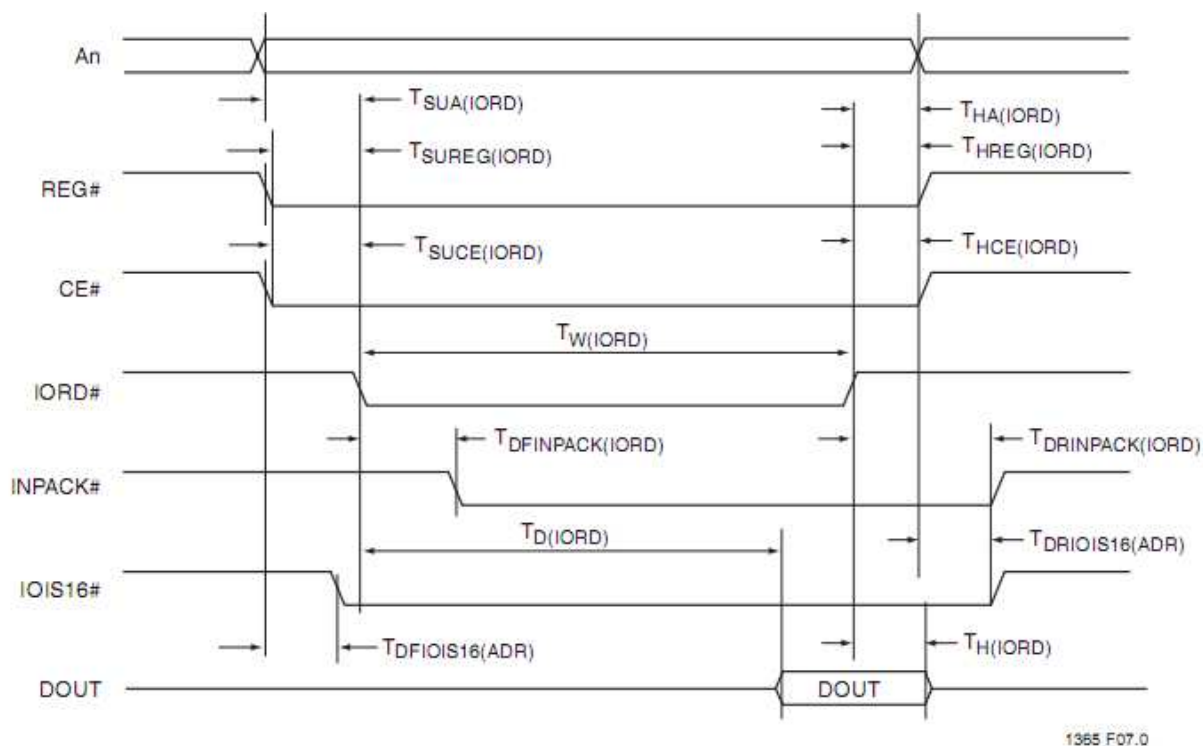 An
TSUA(IORD)
THA(IORD)
TSUREG(IORD)
THREG(IORD)
REG#
TSUCE(IORD)
THCE(IORD)
CE#
TW(IORD)
IORD#
TDFINPACK(IORD)
TDRINPACK(IORD)
INPACK#
TD(IORD)
TDRIOIS16(ADR)
IOIS16#
TDFIOIS16(ADR)
TH(IORD)
DOUT
DOUT
1365 F07.0